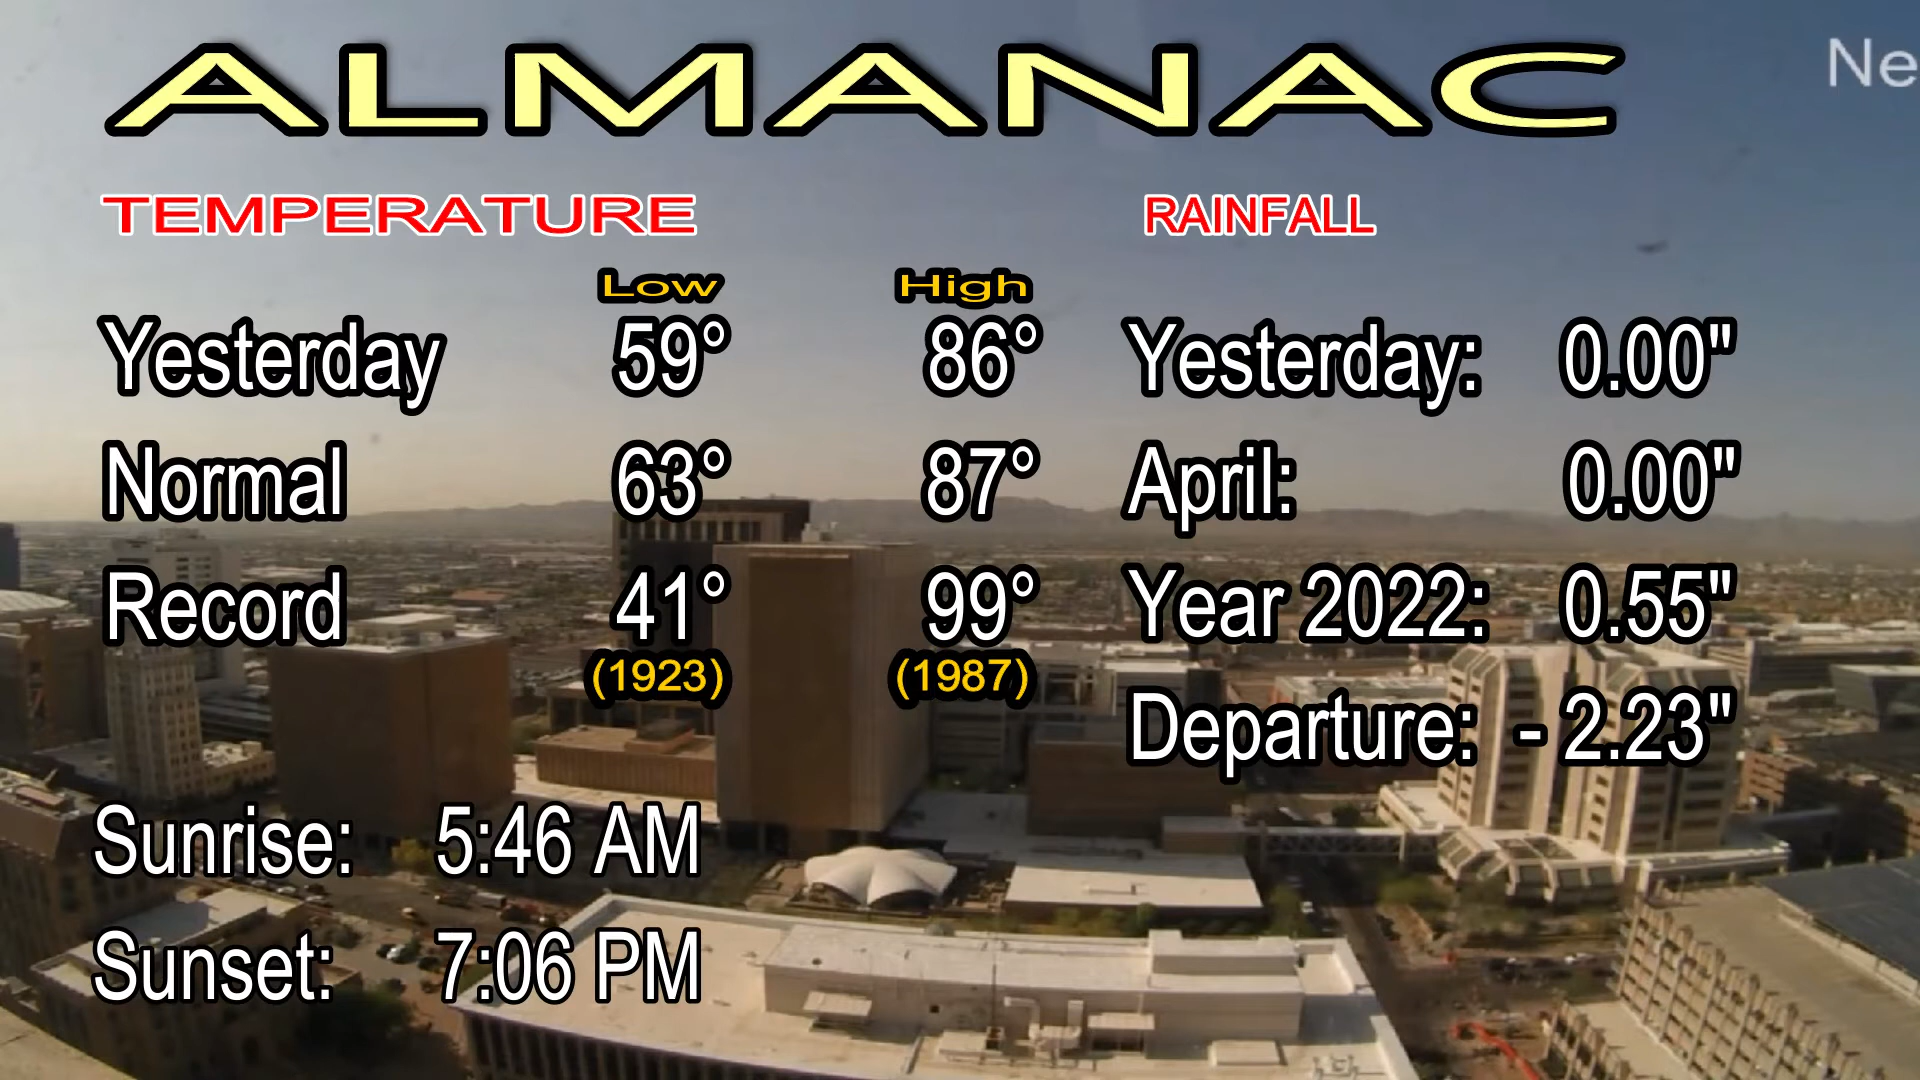 ALMANAC
Ne
TEMPERATURE
RAINFALL
Low High
Yesterday 59° 86° Yesterday: 0.00"
Normal 63° 87° April: 0.00"
Record 41° 99° Year 2022: 0.55"
(1923) (1987)
Departure: - 2.23"
Sunrise: 5:46 AM
Sunset: 7:06 PM